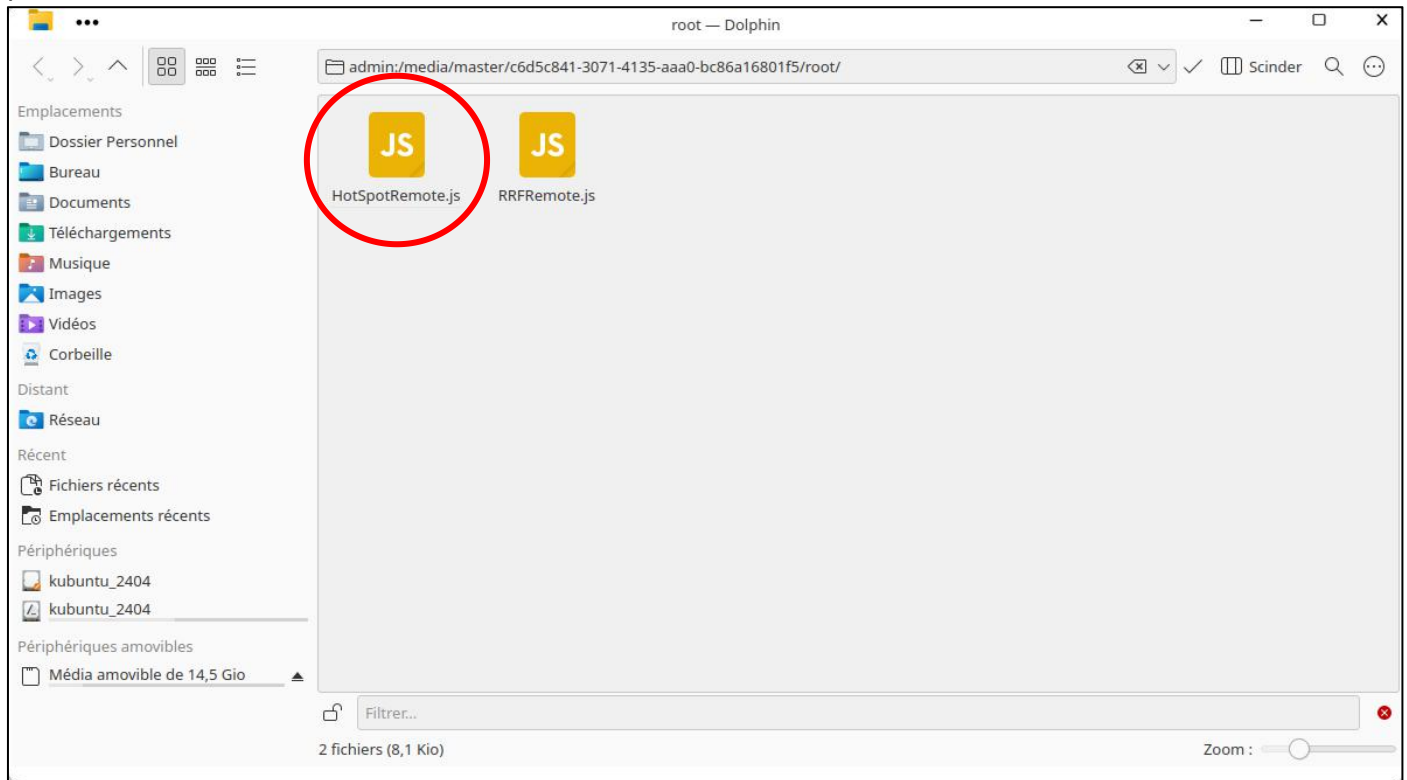 root — Dolphin
admin:/media/master/c6d5c841-3071-4135-aaa0-bc86a16801f5/root/
Scinder
Emplacements
Dossier Personnel
Bureau
Documents
Téléchargements
Musique
Images
Vidéos
Corbeille
Distant
Réseau
Récent
Fichiers récents
Emplacements récents
Périphériques
kubuntu_2404
kubuntu_2404
Périphériques amovibles
Média amovible de 14,5 Gio
JS
HotSpotRemote.js
JS
RRFRemote.js
Filtrer...
2 fichiers (8,1 Kio)
Zoom :